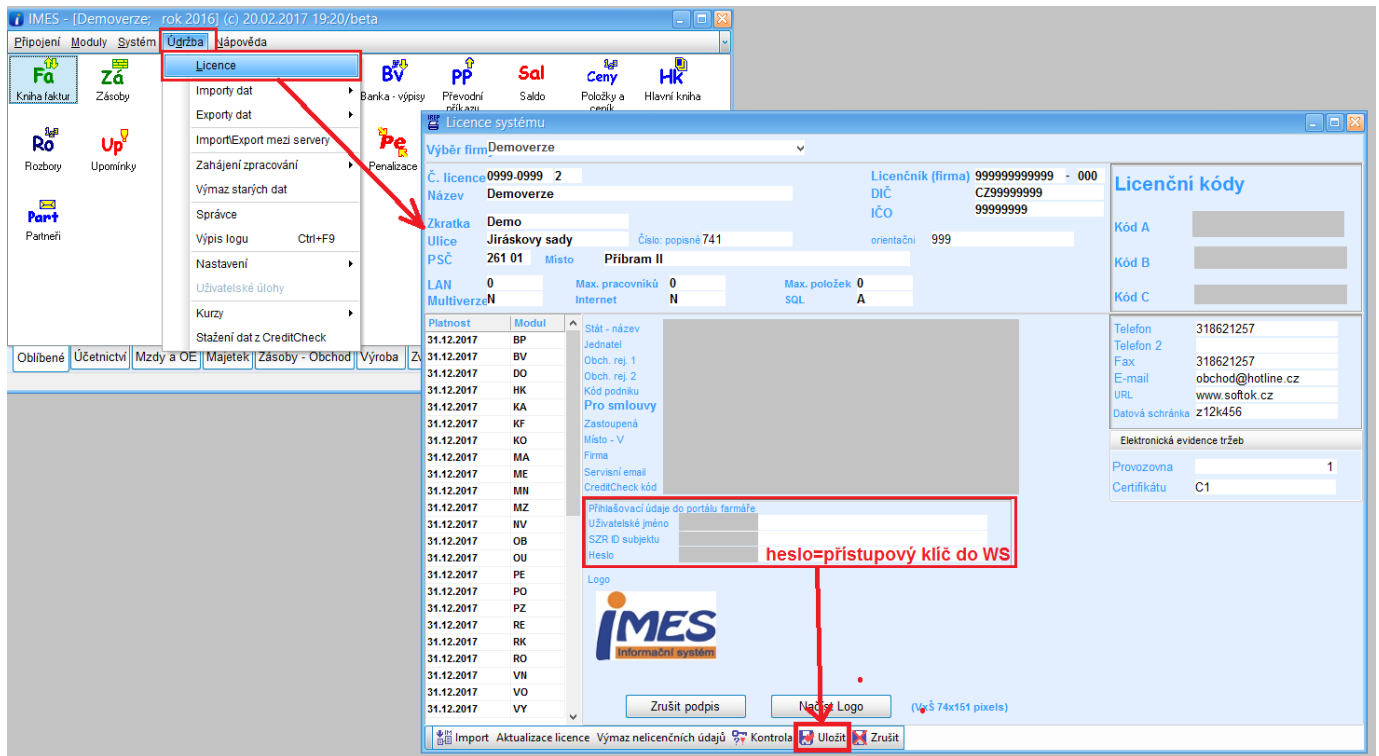 IMES - [Demoverze; rok 2016] (c) 20.02.2017 19:20/beta
Připojení Moduly Systém Údržba Nápověda
Fa
Kniha faktur
Zá
Zásoby
Bv
Banka - výpisy
PP
Převodní
příkazu
Sal
Saldo
Ceny
Položky a
ceník
HK
Hlavní kniha
Ro
Rozbory
Up
Upomínky
Pe
Penalizace
Part
Partneři
Licence
Importy dat
Exporty dat
Import\Export mezi servery
Zahájení zpracování
Výmaz starých dat
Správce
Výpis logu Ctrl+F9
Nastavení
Uživatelské úlohy
Kurzy
Stažení dat z CreditCheck
Oblíbené Účetnictví Mzdy a OE Majetek Zásoby - Obchod Výroba
Licence systému
Výběr firmy Demoverze
Č. licence 0999-0999 2 Licenčník (firma) 999999999999 - 000
Název Demoverze DIČ CZ99999999
IČO 99999999
Zkratka Demo
Ulice Jiráskovy sady Číslo: popisné 741 orientační 999
PSČ 261 01 Místo Příbram II
LAN 0 Max. pracovníků 0 Max. položek 0
Multiverze N Internet N SQL A
Licenční kódy
Kód A
Kód B
Kód C
Platnost Modul
31.12.2017 BP
31.12.2017 BV
31.12.2017 DO
31.12.2017 HK
31.12.2017 KA
31.12.2017 KF
31.12.2017 KO
31.12.2017 MA
31.12.2017 ME
31.12.2017 MN
31.12.2017 MZ
31.12.2017 NV
31.12.2017 OB
31.12.2017 OU
31.12.2017 PE
31.12.2017 PO
31.12.2017 PZ
31.12.2017 RE
31.12.2017 RK
31.12.2017 RO
31.12.2017 VN
31.12.2017 VO
31.12.2017 VY
Stát - název
Jednatel
Obch. rej. 1
Obch. rej. 2
Kód podniku
Pro smlouvy
Zastoupená
Místo - V
Firma
Servisní email
CreditCheck kód
Přihlašovací údaje do portálu farmáře
Uživatelské jméno
SZR ID subjektu
Heslo
heslo=přístupový klíč do WS
Logo
iMES
Informační systém
Zrušit podpis
Načíst Logo
(VxŠ 74x151 pixels)
Telefon 318621257
Telefon 2
Fax 318621257
E-mail obchod@hotline.cz
URL www.softok.cz
Datová schránka z12k456
Elektronická evidence tržeb
Provozovna 1
Certifikátu C1
Import Aktualizace licence Výmaz nelicenčních údajů Kontrola Uložit Zrušit